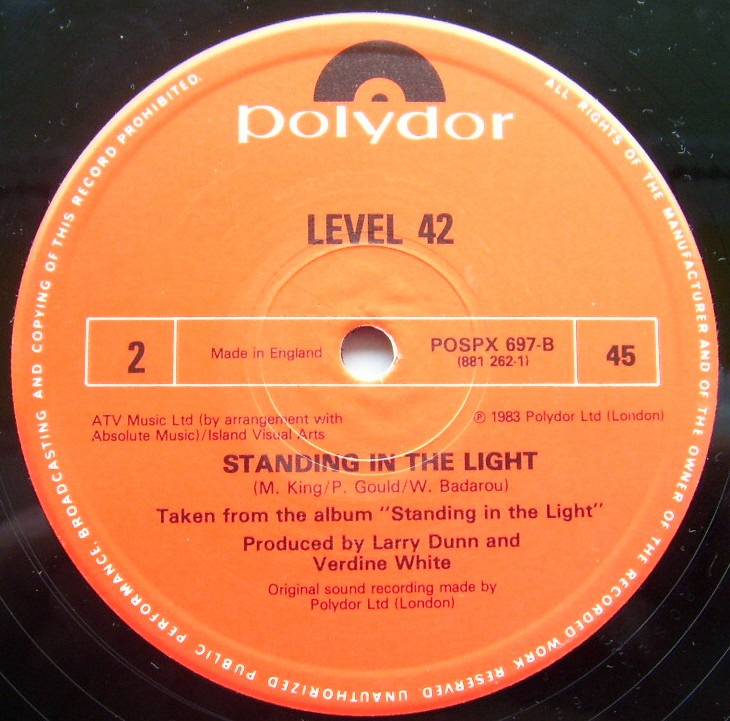 polydor
LEVEL 42
2
Made in England
POSPX 697-B
(881 262-1)
45
ATV Music Ltd (by arrangement with
Absolute Music)/Island Visual Arts
℗ 1983 Polydor Ltd (London)
STANDING IN THE LIGHT
(M. King/P. Gould/W. Badarou)
Taken from the album "Standing in the Light"
Produced by Larry Dunn and
Verdine White
Original sound recording made by
Polydor Ltd (London)
ALL RIGHTS OF THE MANUFACTURER AND OF THE OWNER OF THE RECORDED WORK RESERVED. UNAUTHORIZED PUBLIC PERFORMANCE, BROADCASTING AND COPYING OF THIS RECORD PROHIBITED.